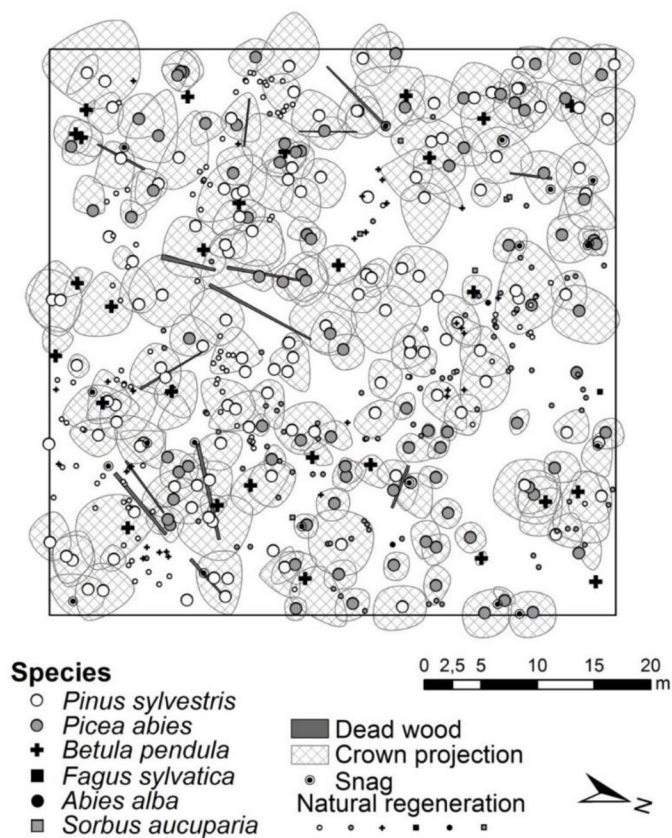 Species
Pinus sylvestris
Picea abies
Betula pendula
Fagus sylvatica
Abies alba
Sorbus aucuparia
0 2,5 5 10 15 20
m
Dead wood
Crown projection
Snag
Natural regeneration
N